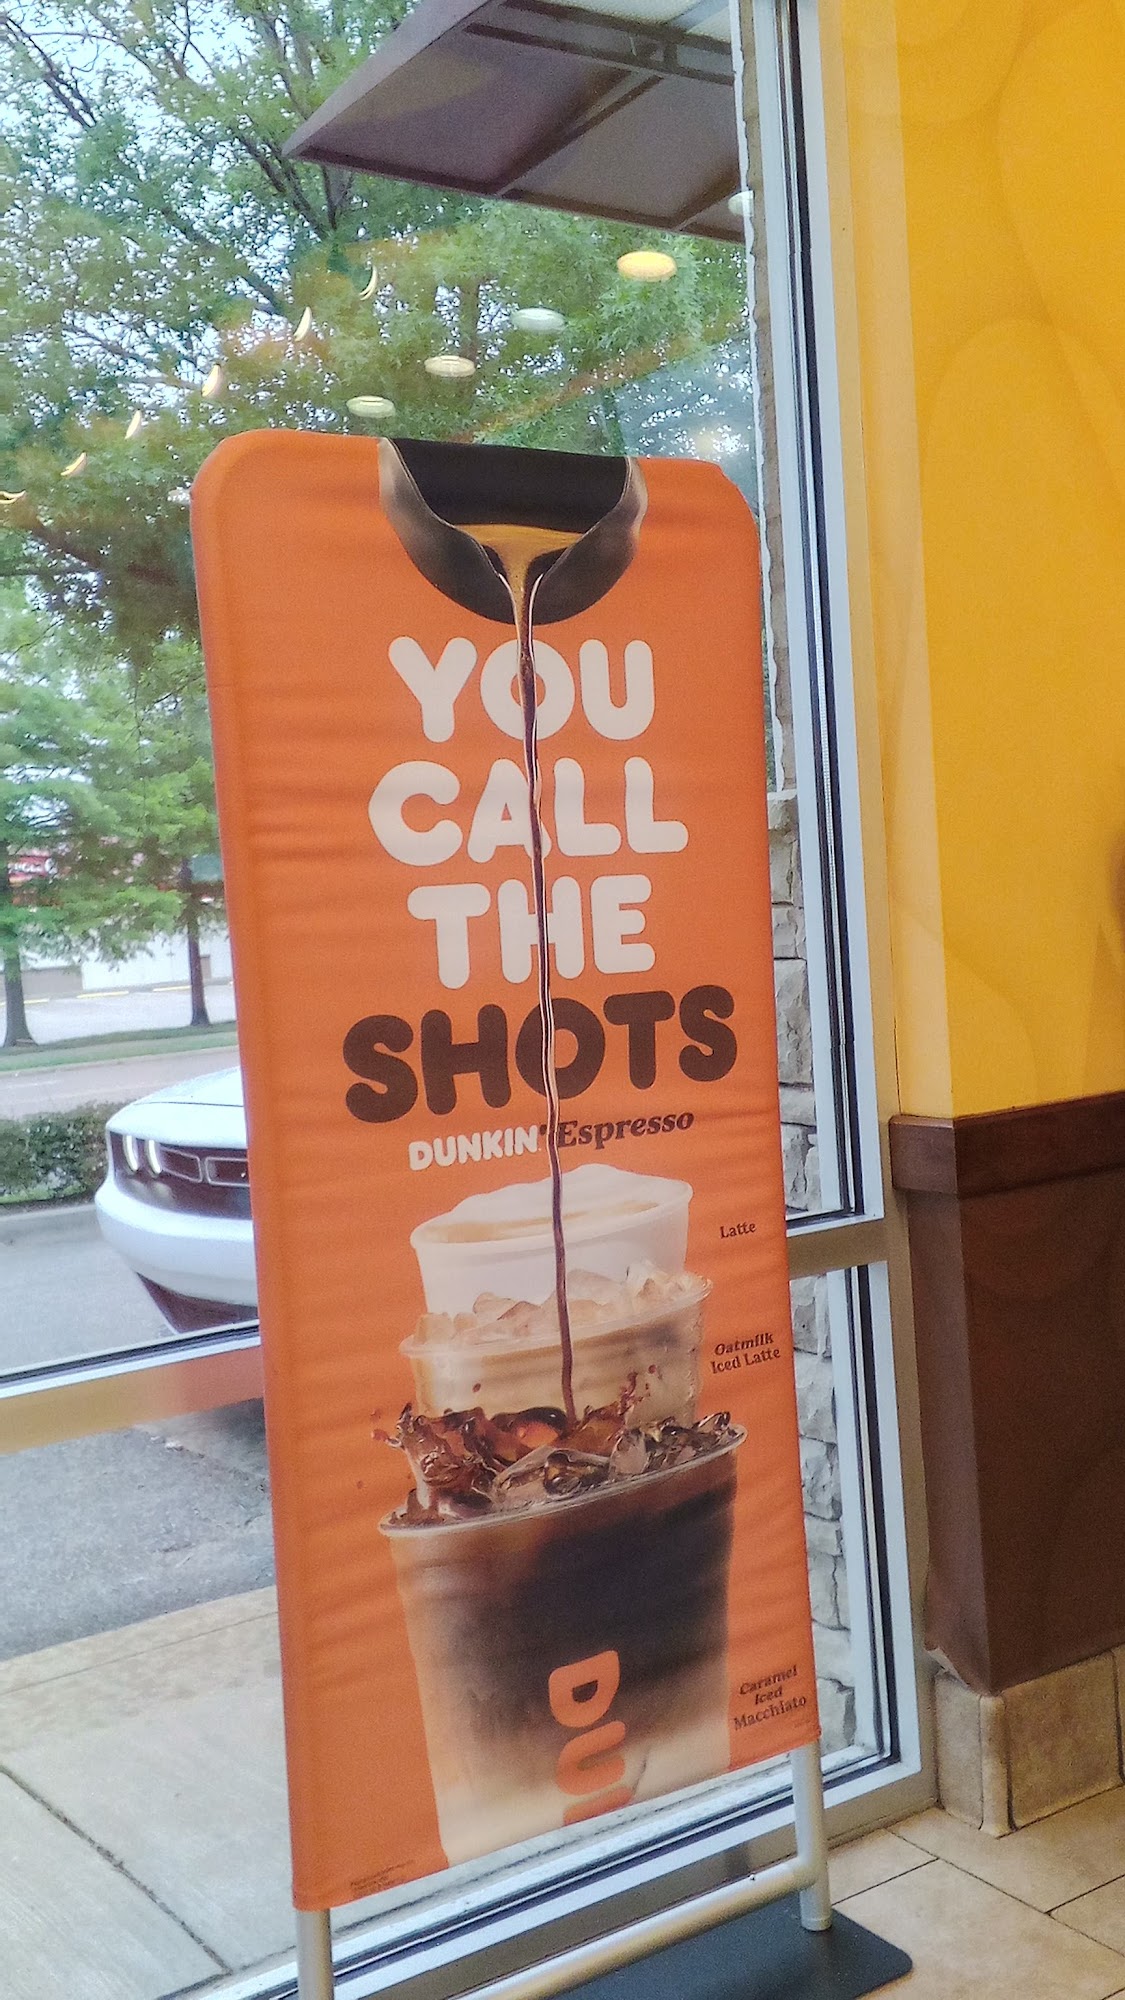 YOU
CALL
THE
SHOTS
DUNKIN' Espresso
Latte
Oatmilk
Iced Latte
Caramel
Iced
Macchiato
DU